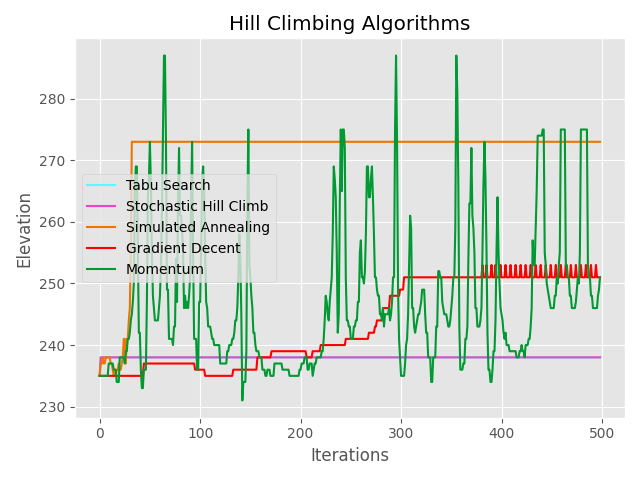 Hill Climbing Algorithms
Elevation
280
270
260
250
240
230
Tabu Search
Stochastic Hill Climb
Simulated Annealing
Gradient Decent
Momentum
0 100 200 300 400 500
Iterations